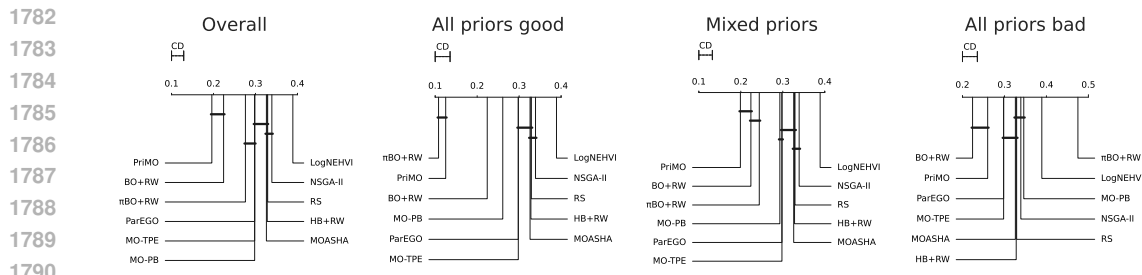 1782
1783
1784
1785
1786
1787
1788
1789
1790
Overall
CD
0.1 0.2 0.3 0.4
PriMO
BO+RW
πBO+RW
ParEGO
MO-TPE
MO-PB
LogNEHVI
NSGA-II
RS
HB+RW
MOASHA
All priors good
CD
0.1 0.2 0.3 0.4
πBO+RW
PriMO
BO+RW
MO-PB
ParEGO
MO-TPE
LogNEHVI
NSGA-II
RS
HB+RW
MOASHA
Mixed priors
CD
0.1 0.2 0.3 0.4
PriMO
BO+RW
πBO+RW
MO-PB
ParEGO
MO-TPE
LogNEHVI
NSGA-II
RS
HB+RW
MOASHA
All priors bad
CD
0.2 0.3 0.4 0.5
BO+RW
PriMO
ParEGO
MO-TPE
MOASHA
HB+RW
πBO+RW
LogNEHV
MO-PB
NSGA-II
RS